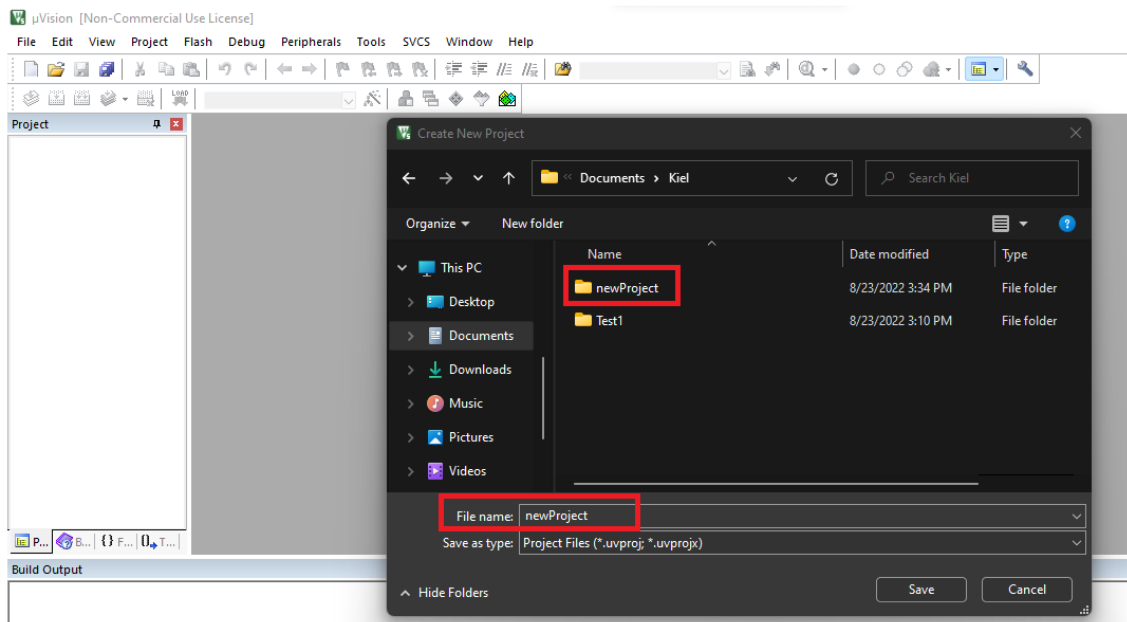 µVision [Non-Commercial Use License]
File Edit View Project Flash Debug Peripherals Tools SVCS Window Help
LOAD
Project
Create New Project
« Documents > Kiel
Search Kiel
Organize New folder
Name Date modified Type
This PC
newProject 8/23/2022 3:34 PM File folder
Desktop
Test1 8/23/2022 3:10 PM File folder
Documents
Downloads
Music
Pictures
Videos
File name: newProject
Save as type: Project Files (*.uvproj; *.uvprojx)
P... B... {} F... T...
Build Output
Hide Folders
Save Cancel